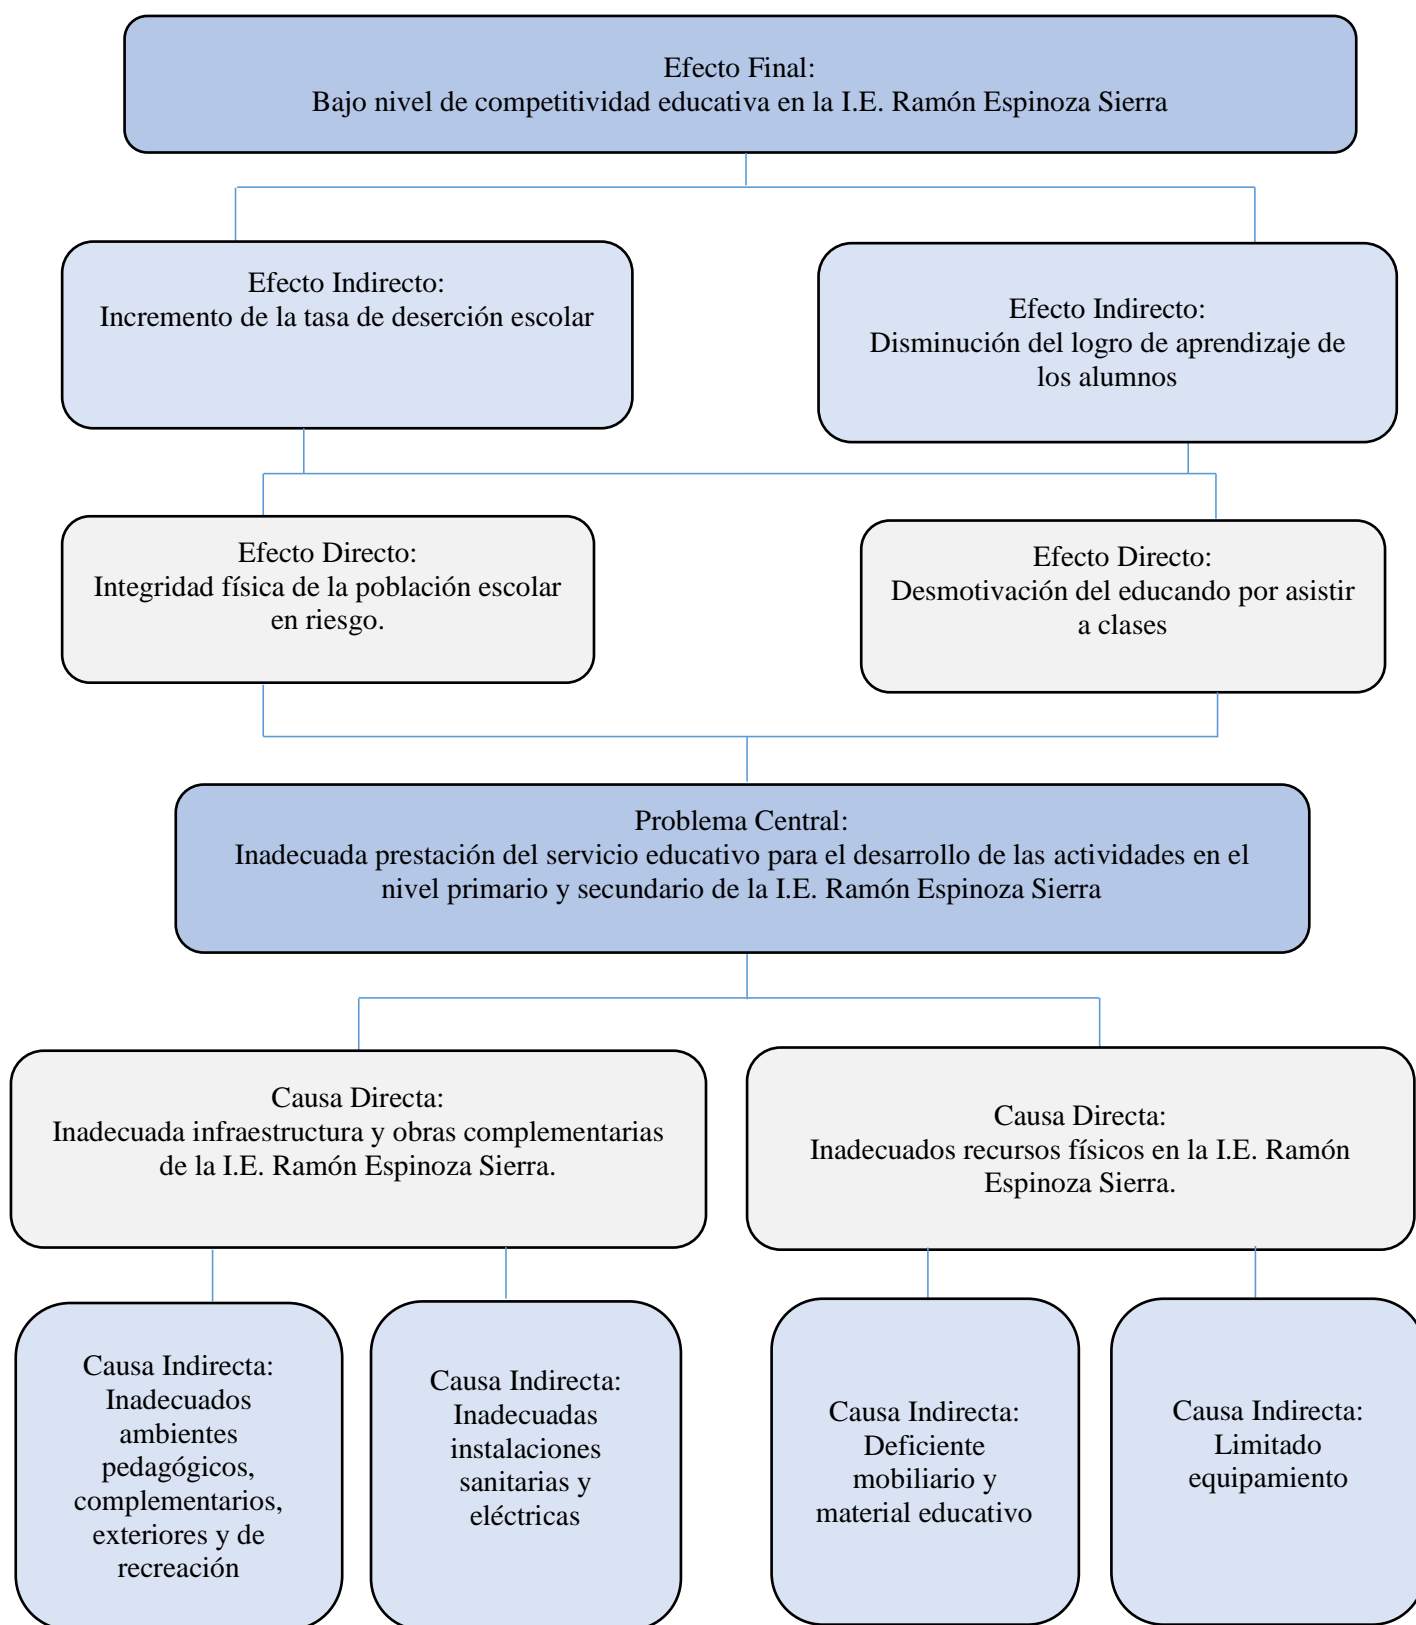 Efecto Final:
Bajo nivel de competitividad educativa en la I.E. Ramón Espinoza Sierra
Efecto Indirecto:
Incremento de la tasa de deserción escolar
Efecto Indirecto:
Disminución del logro de aprendizaje de
los alumnos
Efecto Directo:
Integridad física de la población escolar
en riesgo.
Efecto Directo:
Desmotivación del educando por asistir
a clases
Problema Central:
Inadecuada prestación del servicio educativo para el desarrollo de las actividades en el
nivel primario y secundario de la I.E. Ramón Espinoza Sierra
Causa Directa:
Inadecuada infraestructura y obras complementarias
de la I.E. Ramón Espinoza Sierra.
Causa Directa:
Inadecuados recursos físicos en la I.E. Ramón
Espinoza Sierra.
Causa Indirecta:
Inadecuados
ambientes
pedagógicos,
complementarios,
exteriores y de
recreación
Causa Indirecta:
Inadecuadas
instalaciones
sanitarias y
eléctricas
Causa Indirecta:
Deficiente
mobiliario y
material educativo
Causa Indirecta:
Limitado
equipamiento